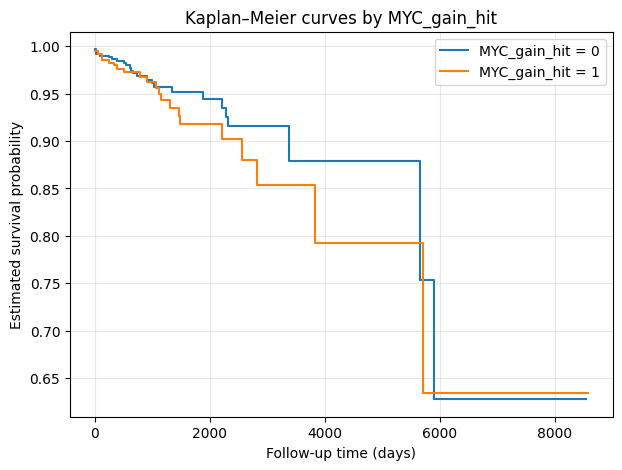 Kaplan–Meier curves by MYC_gain_hit
MYC_gain_hit = 0
MYC_gain_hit = 1
Estimated survival probability
1.00
0.95
0.90
0.85
0.80
0.75
0.70
0.65
0
2000
4000
6000
8000
Follow-up time (days)